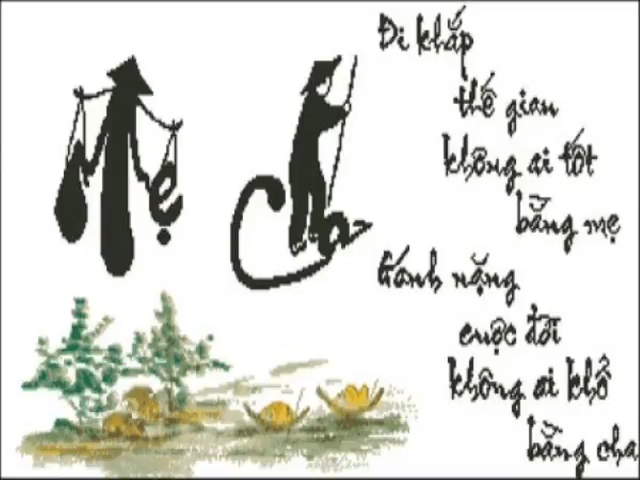 Mẹ Cha
Đi khắp
thế gian
không ai tốt
bằng mẹ
Gánh nặng
cuộc đời
không ai khổ
bằng cha